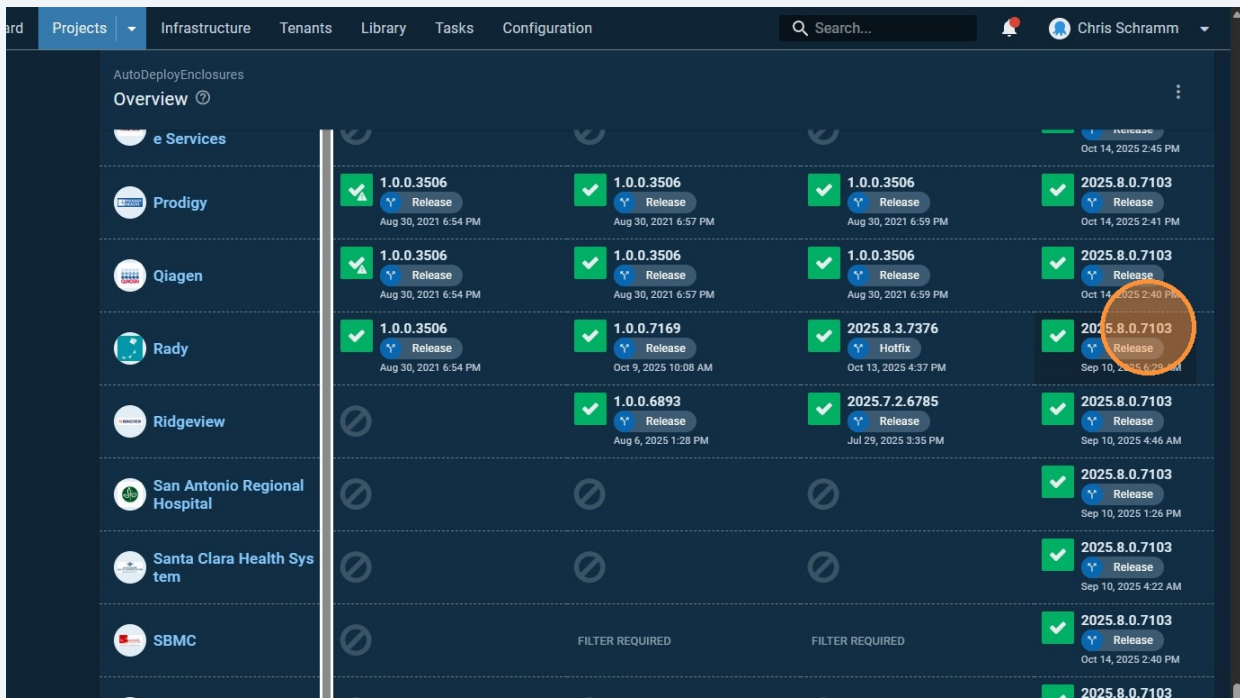 ard Projects Infrastructure Tenants Library Tasks Configuration Search... Chris Schramm
AutoDeployEnclosures
Overview
e Services
Release
Oct 14, 2025 2:45 PM
Prodigy
1.0.0.3506 1.0.0.3506 1.0.0.3506 2025.8.0.7103
Release Release Release Release
Aug 30, 2021 6:54 PM Aug 30, 2021 6:57 PM Aug 30, 2021 6:59 PM Oct 14, 2025 2:41 PM
Qiagen
1.0.0.3506 1.0.0.3506 1.0.0.3506 2025.8.0.7103
Release Release Release Release
Aug 30, 2021 6:54 PM Aug 30, 2021 6:57 PM Aug 30, 2021 6:59 PM Oct 14, 2025 2:40 PM
Rady
1.0.0.3506 1.0.0.7169 2025.8.3.7376 2025.8.0.7103
Release Release Hotfix Release
Aug 30, 2021 6:54 PM Oct 9, 2025 10:08 AM Oct 13, 2025 4:37 PM Sep 10, 2025 6:29 AM
Ridgeview
1.0.0.6893 2025.7.2.6785 2025.8.0.7103
Release Release Release
Aug 6, 2025 1:28 PM Jul 29, 2025 3:35 PM Sep 10, 2025 4:46 AM
San Antonio Regional
Hospital
2025.8.0.7103
Release
Sep 10, 2025 1:26 PM
Santa Clara Health Sys
tem
2025.8.0.7103
Release
Sep 10, 2025 4:22 AM
SBMC
FILTER REQUIRED FILTER REQUIRED
2025.8.0.7103
Release
Oct 14, 2025 2:40 PM
2025.8.0.7103